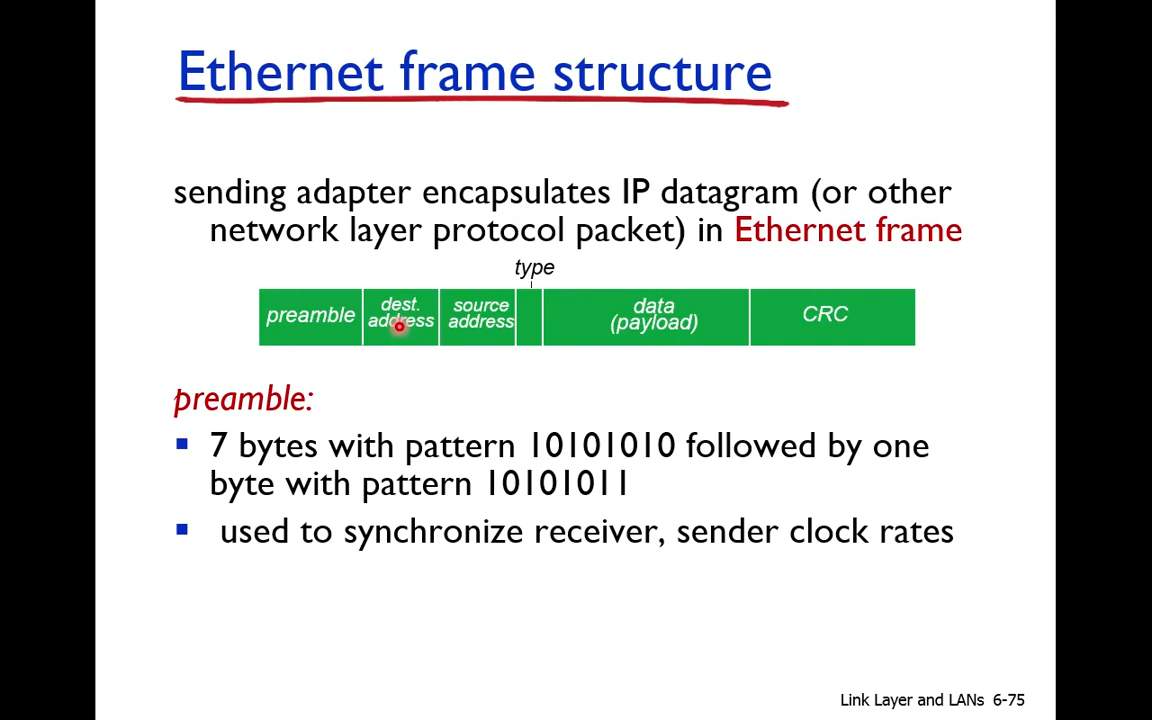 Ethernet frame structure
sending adapter encapsulates IP datagram (or other
network layer protocol packet) in Ethernet frame
type
preamble
dest.
address
source
address
data
(payload)
CRC
preamble:
▪ 7 bytes with pattern 10101010 followed by one
byte with pattern 10101011
▪ used to synchronize receiver, sender clock rates
Link Layer and LANs 6-75